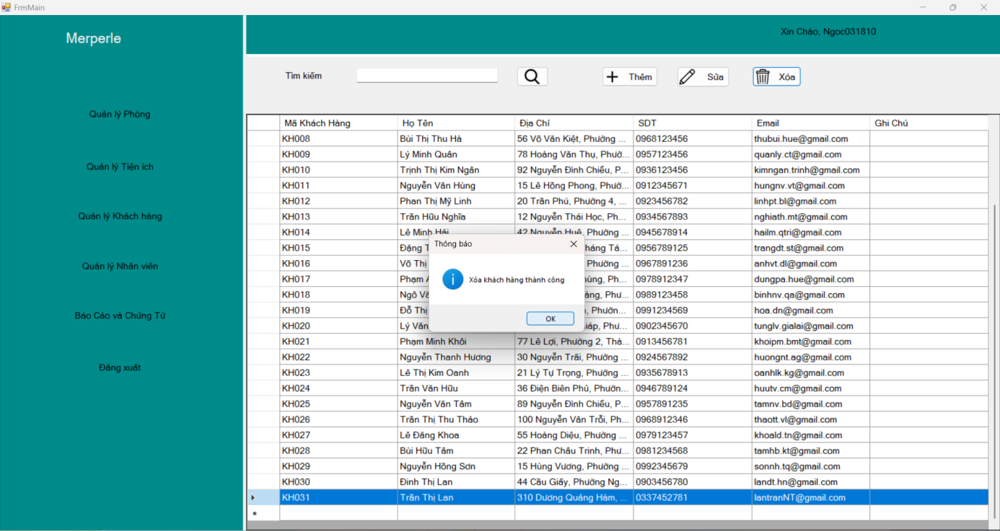 FrmMain
Merperle
Xin Chào, Ngoc031810
Tìm kiếm
Thêm
Sửa
Xóa
Quản lý Phòng
Quản lý Tiện ích
Quản lý Khách hàng
Quản lý Nhân viên
Báo Cáo và Chứng Từ
Đăng xuất
Mã Khách Hàng Họ Tên Địa Chỉ SDT Email Ghi Chú
KH008 Bùi Thị Thu Hà 56 Võ Văn Kiệt, Phường ... 0968123456 thubui.hue@gmail.com
KH009 Lý Minh Quân 78 Hoàng Văn Thụ, Phườ... 0957123456 quanly.ct@gmail.com
KH010 Trịnh Thị Kim Ngân 92 Nguyễn Đình Chiểu, P... 0936123456 kimngan.trinh@gmail.com
KH011 Nguyễn Văn Hùng 15 Lê Hồng Phong, Phườ... 0912345671 hungnv.vt@gmail.com
KH012 Phan Thị Mỹ Linh 20 Trần Phú, Phường 4, ... 0923456782 linhpt.bl@gmail.com
KH013 Trần Hữu Nghĩa 12 Nguyễn Thái Học, Ph... 0934567893 nghiath.mt@gmail.com
KH014 Lê Minh Hải 42 Nguyễn Huệ, Phường ... 0945678914 hailm.qtri@gmail.com
KH015 Đặng T háng Tá... 0956789125 trangdt.st@gmail.com
KH016 Võ Thị Phường ... 0967891236 anhvt.dl@gmail.com
KH017 Phạm A ùng, Ph... 0978912347 dungpa.hue@gmail.com
KH018 Ngô Vă àng, Phư... 0989123458 binhnv.qa@gmail.com
KH019 Đỗ Thị , Phườn... 0991234569 hoa.dn@gmail.com
KH020 Lý Văn iáp, Phư... 0902345670 tunglv.gialai@gmail.com
KH021 Phạm Minh Khôi 77 Lê Lợi, Phường 2, Thà... 0913456781 khoipm.bmt@gmail.com
KH022 Nguyễn Thanh Hương 30 Nguyễn Trãi, Phường ... 0924567892 huongnt.ag@gmail.com
KH023 Lê Thị Kim Oanh 21 Lý Tự Trọng, Phường ... 0935678913 oanhlk.kg@gmail.com
KH024 Trần Văn Hữu 36 Điện Biên Phủ, Phườn... 0946789124 huutv.cm@gmail.com
KH025 Nguyễn Văn Tâm 89 Nguyễn Đình Chiểu, P... 0957891235 tamnv.bd@gmail.com
KH026 Trần Thị Thu Thảo 100 Nguyễn Văn Trỗi, Ph... 0968912346 thaott.vl@gmail.com
KH027 Lê Đăng Khoa 55 Hoàng Diệu, Phường ... 0979123457 khoald.tn@gmail.com
KH028 Bùi Hữu Tâm 22 Phan Châu Trinh, Phư... 0981234568 tamhb.kt@gmail.com
KH029 Nguyễn Hồng Sơn 15 Hùng Vương, Phường ... 0992345679 sonnh.tq@gmail.com
KH030 Đinh Thị Lan 44 Cầu Giấy, Phường Ng... 0903456780 landt.hn@gmail.com
KH031 Trần Thị Lan 310 Dương Quảng Hàm, ... 0337452781 lantranNT@gmail.com
Thông báo
Xóa khách hàng thành công
OK